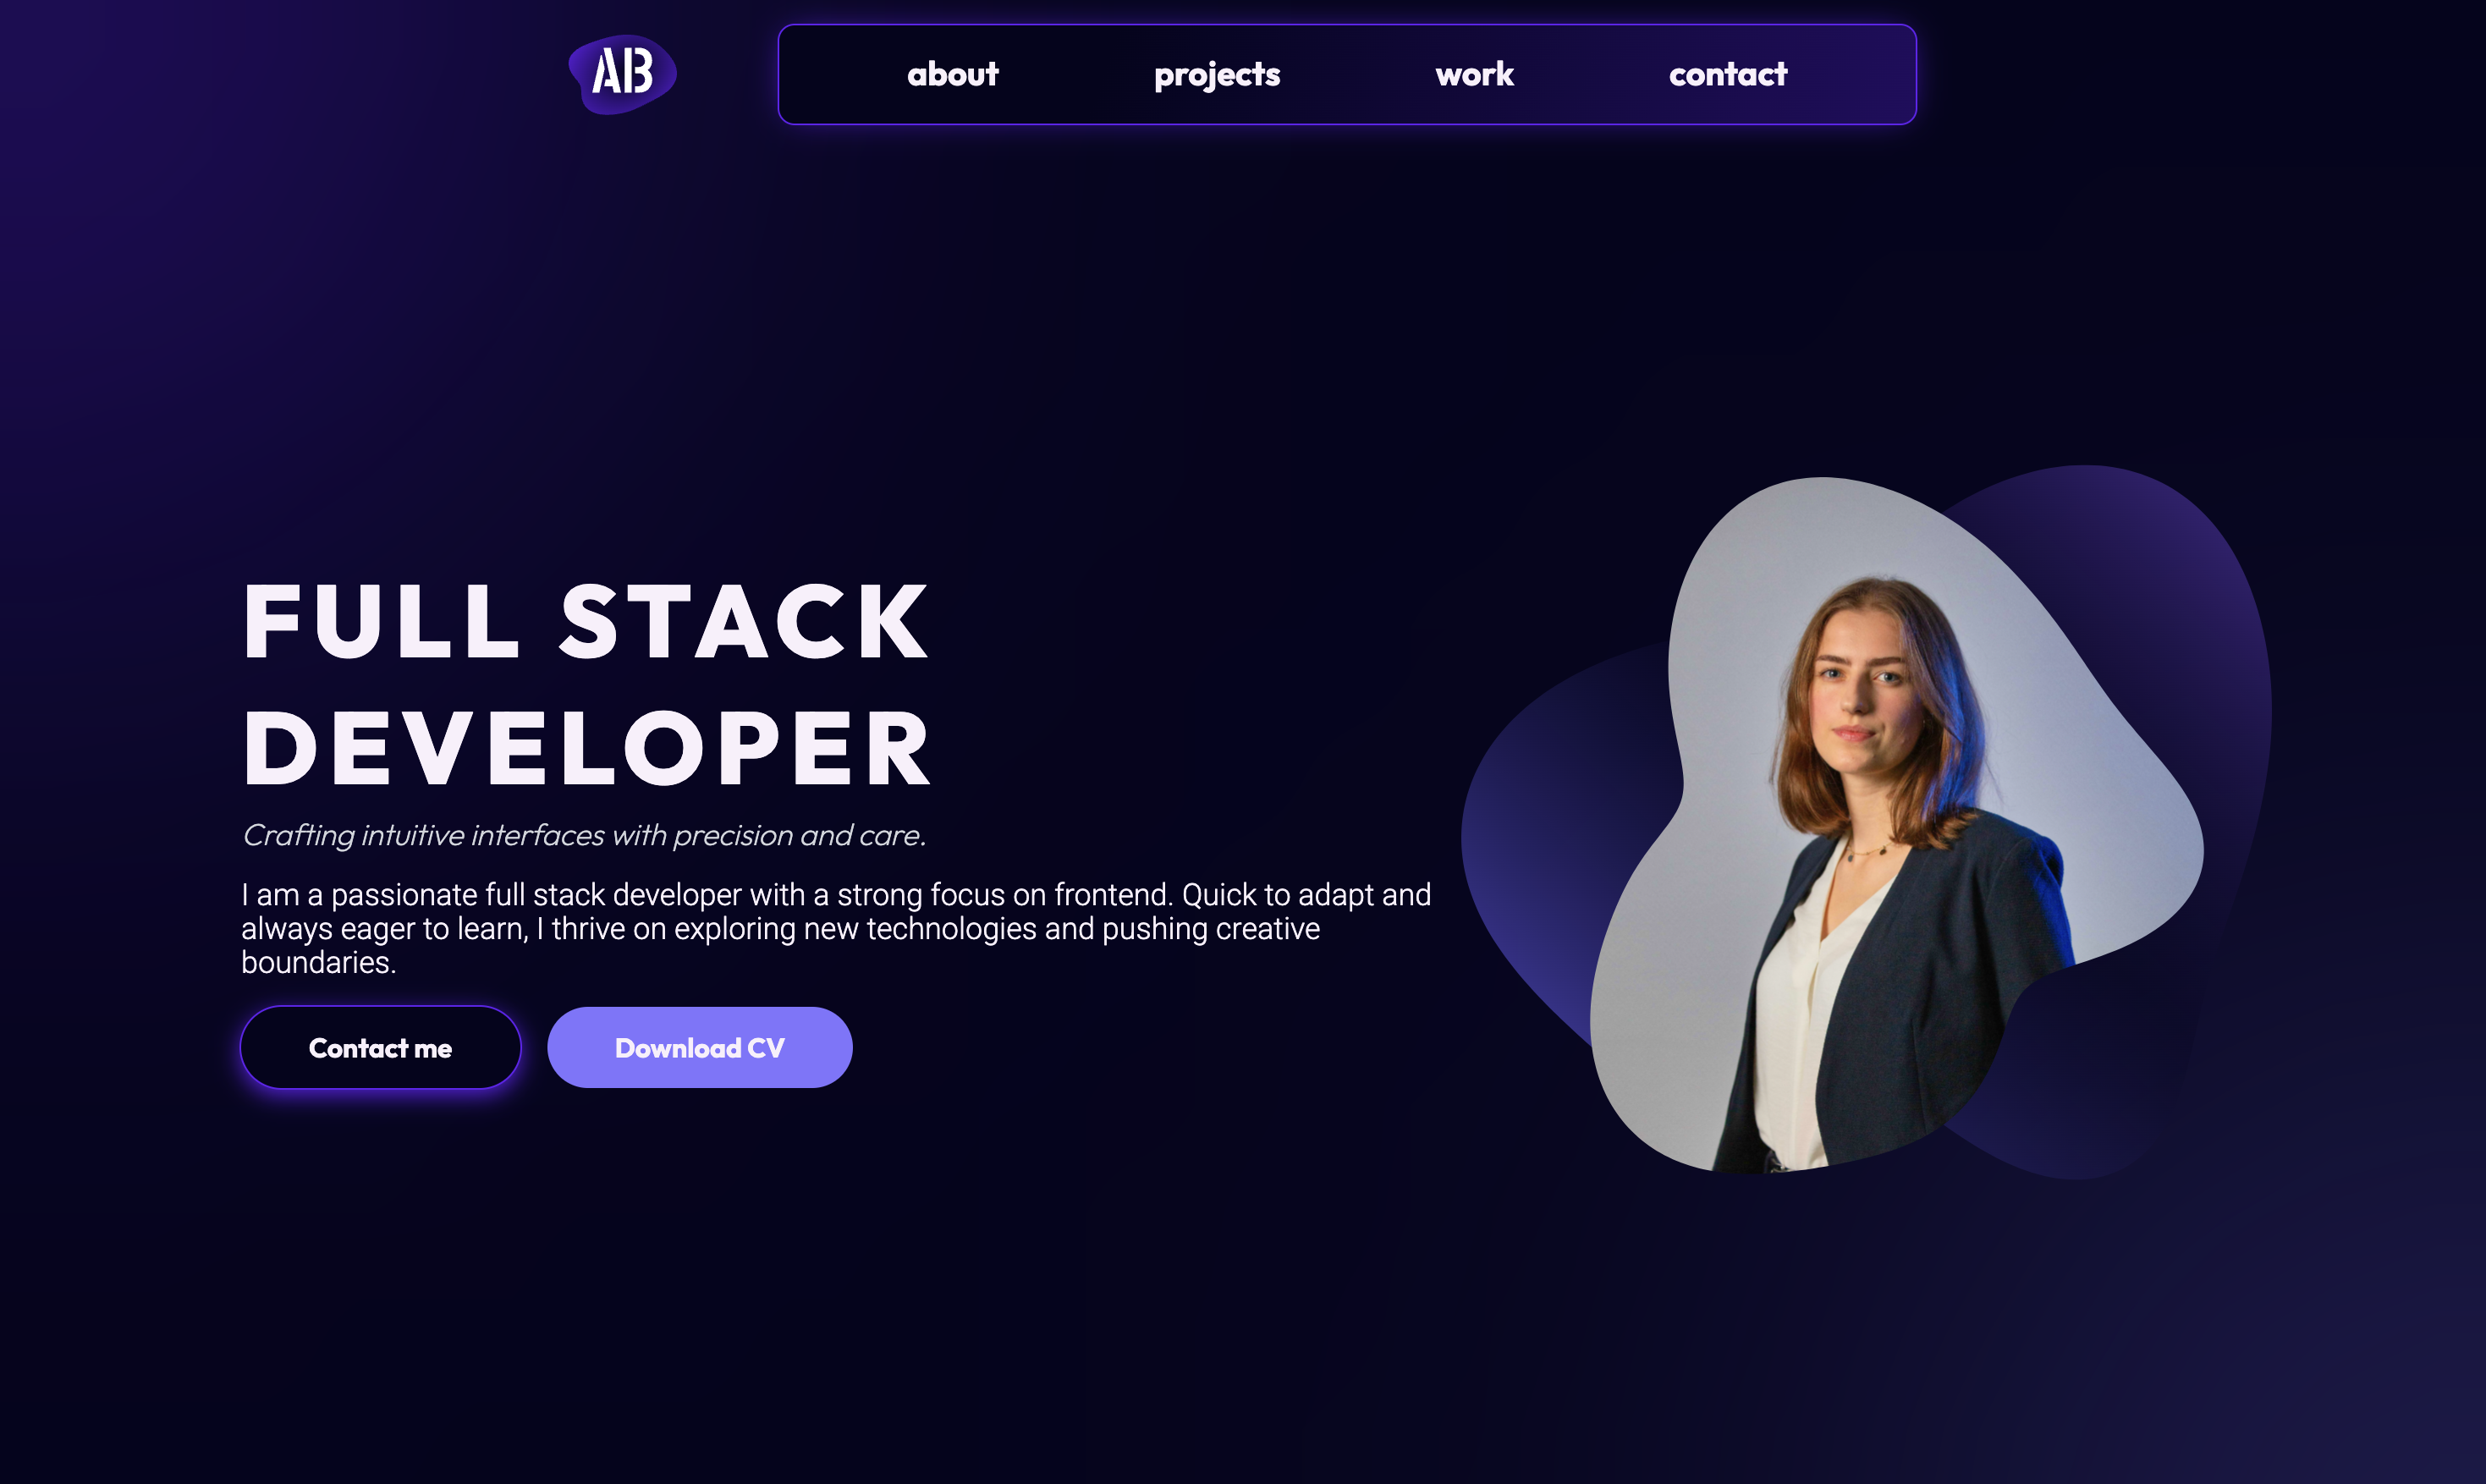 AB
about projects work contact
FULL STACK
DEVELOPER
Crafting intuitive interfaces with precision and care.
I am a passionate full stack developer with a strong focus on frontend. Quick to adapt and
always eager to learn, I thrive on exploring new technologies and pushing creative
boundaries.
Contact me Download CV